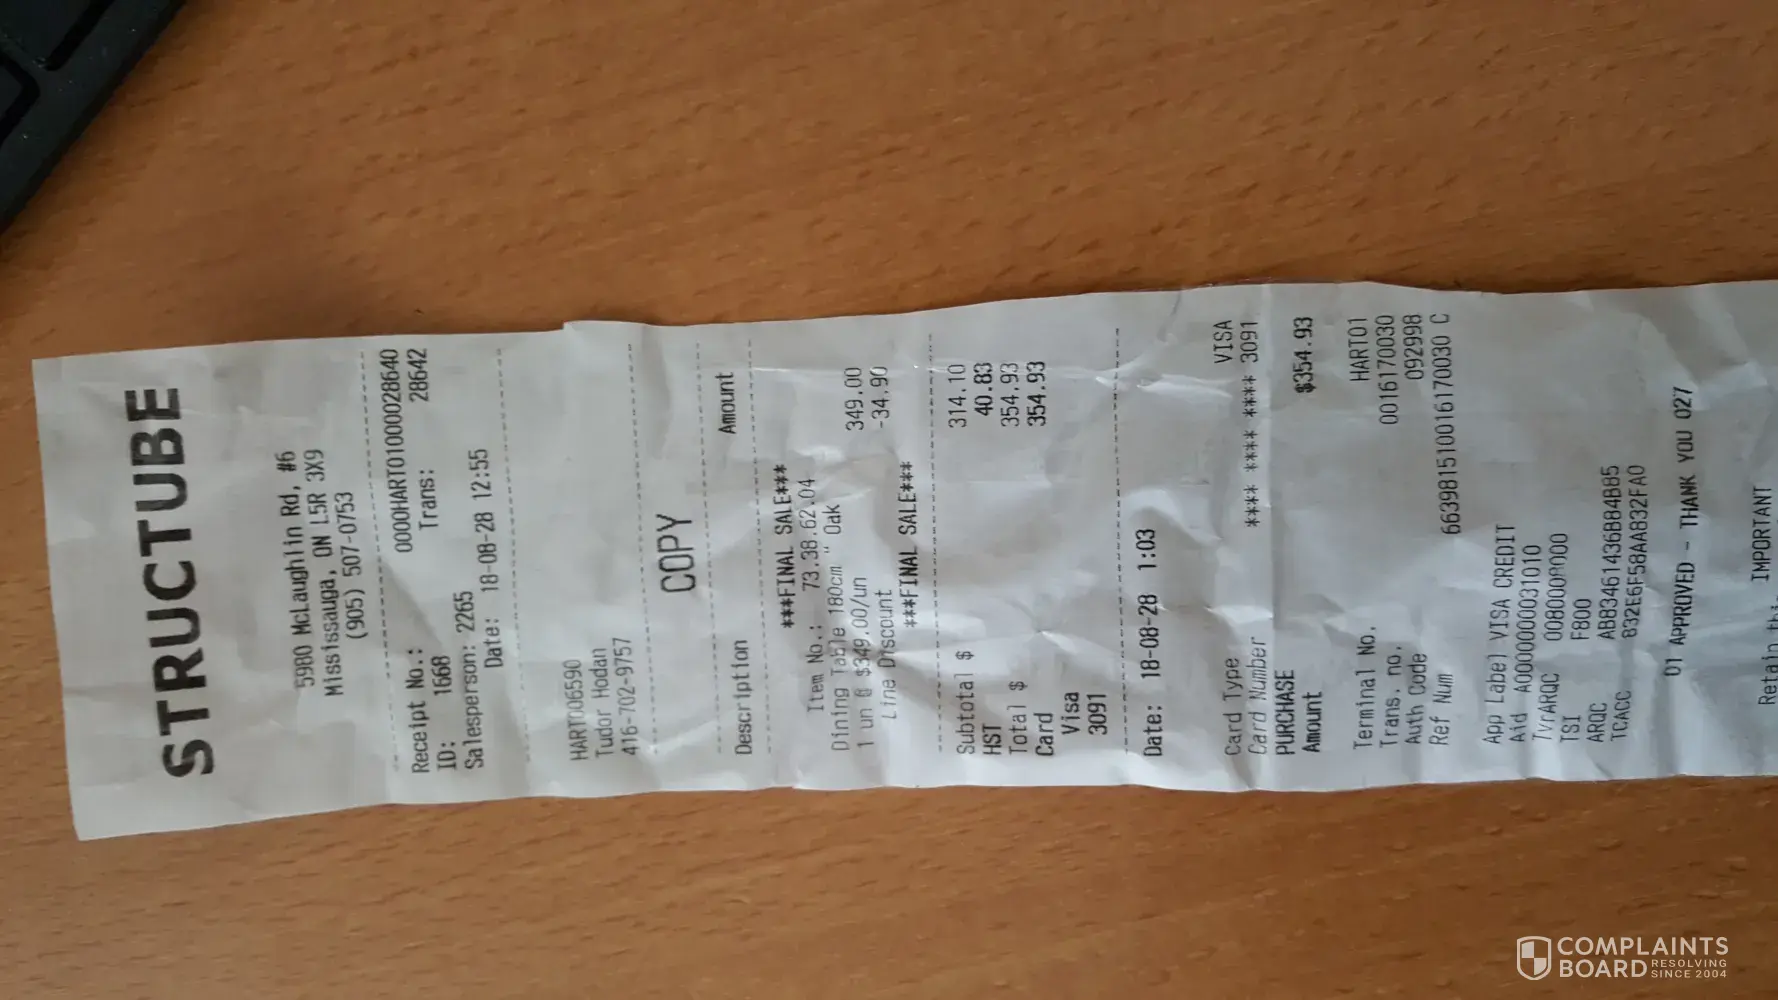 STRUCTUBE
5980 McLaughlin Rd, #6
Mississauga, ON L5R 3X9
(905) 507-0753
Receipt No.: 0000HART010000028640
ID: 1668 Trans: 28642
Salesperson: 2265
Date: 18-08-28 12:55
HART006590
Tudor Hodan
416-702-9757
COPY
Description Amount
***FINAL SALE***
Item No.: 73.38.62.04
Dining Table 180cm " Oak 349.00
1 un @ $349.00/un -34.90
Line Discount
***FINAL SALE***
Subtotal $ 314.10
HST 40.83
Total $ 354.93
Card 354.93
Visa
3091
Date: 18-08-28 1:03
Card Type VISA
Card Number **** **** **** 3091
PURCHASE
Amount $354.93
Terminal No. HART01
Trans. no. 0016170030
Auth Code 092998
Ref Num 663981510016170030 C
App Label VISA CREDIT
Aid A0000000031010
TvrARQC 0080008000
TSI F800
ARQC ABB3461436B84B85
TCACC 832E6F58AA832FA0
01 APPROVED - THANK YOU 027
IMPORTANT
Retain
COMPLAINTS
BOARD RESOLVING
SINCE 2004